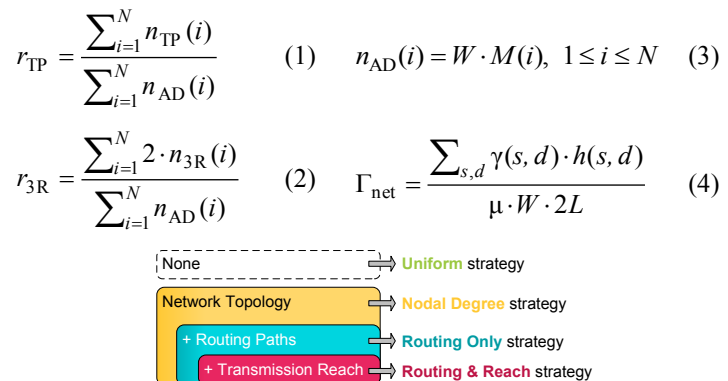 r_TP = ∑_{i=1}^{N} n_TP(i) / ∑_{i=1}^{N} n_AD(i) (1)
n_AD(i) = W · M(i), 1 ≤ i ≤ N (3)
r_3R = ∑_{i=1}^{N} 2 · n_3R(i) / ∑_{i=1}^{N} n_AD(i) (2)
Γ_net = ∑_{s,d} γ(s, d) · h(s, d) / μ · W · 2L (4)
None
Uniform strategy
Network Topology
Nodal Degree strategy
+ Routing Paths
Routing Only strategy
+ Transmission Reach
Routing & Reach strategy